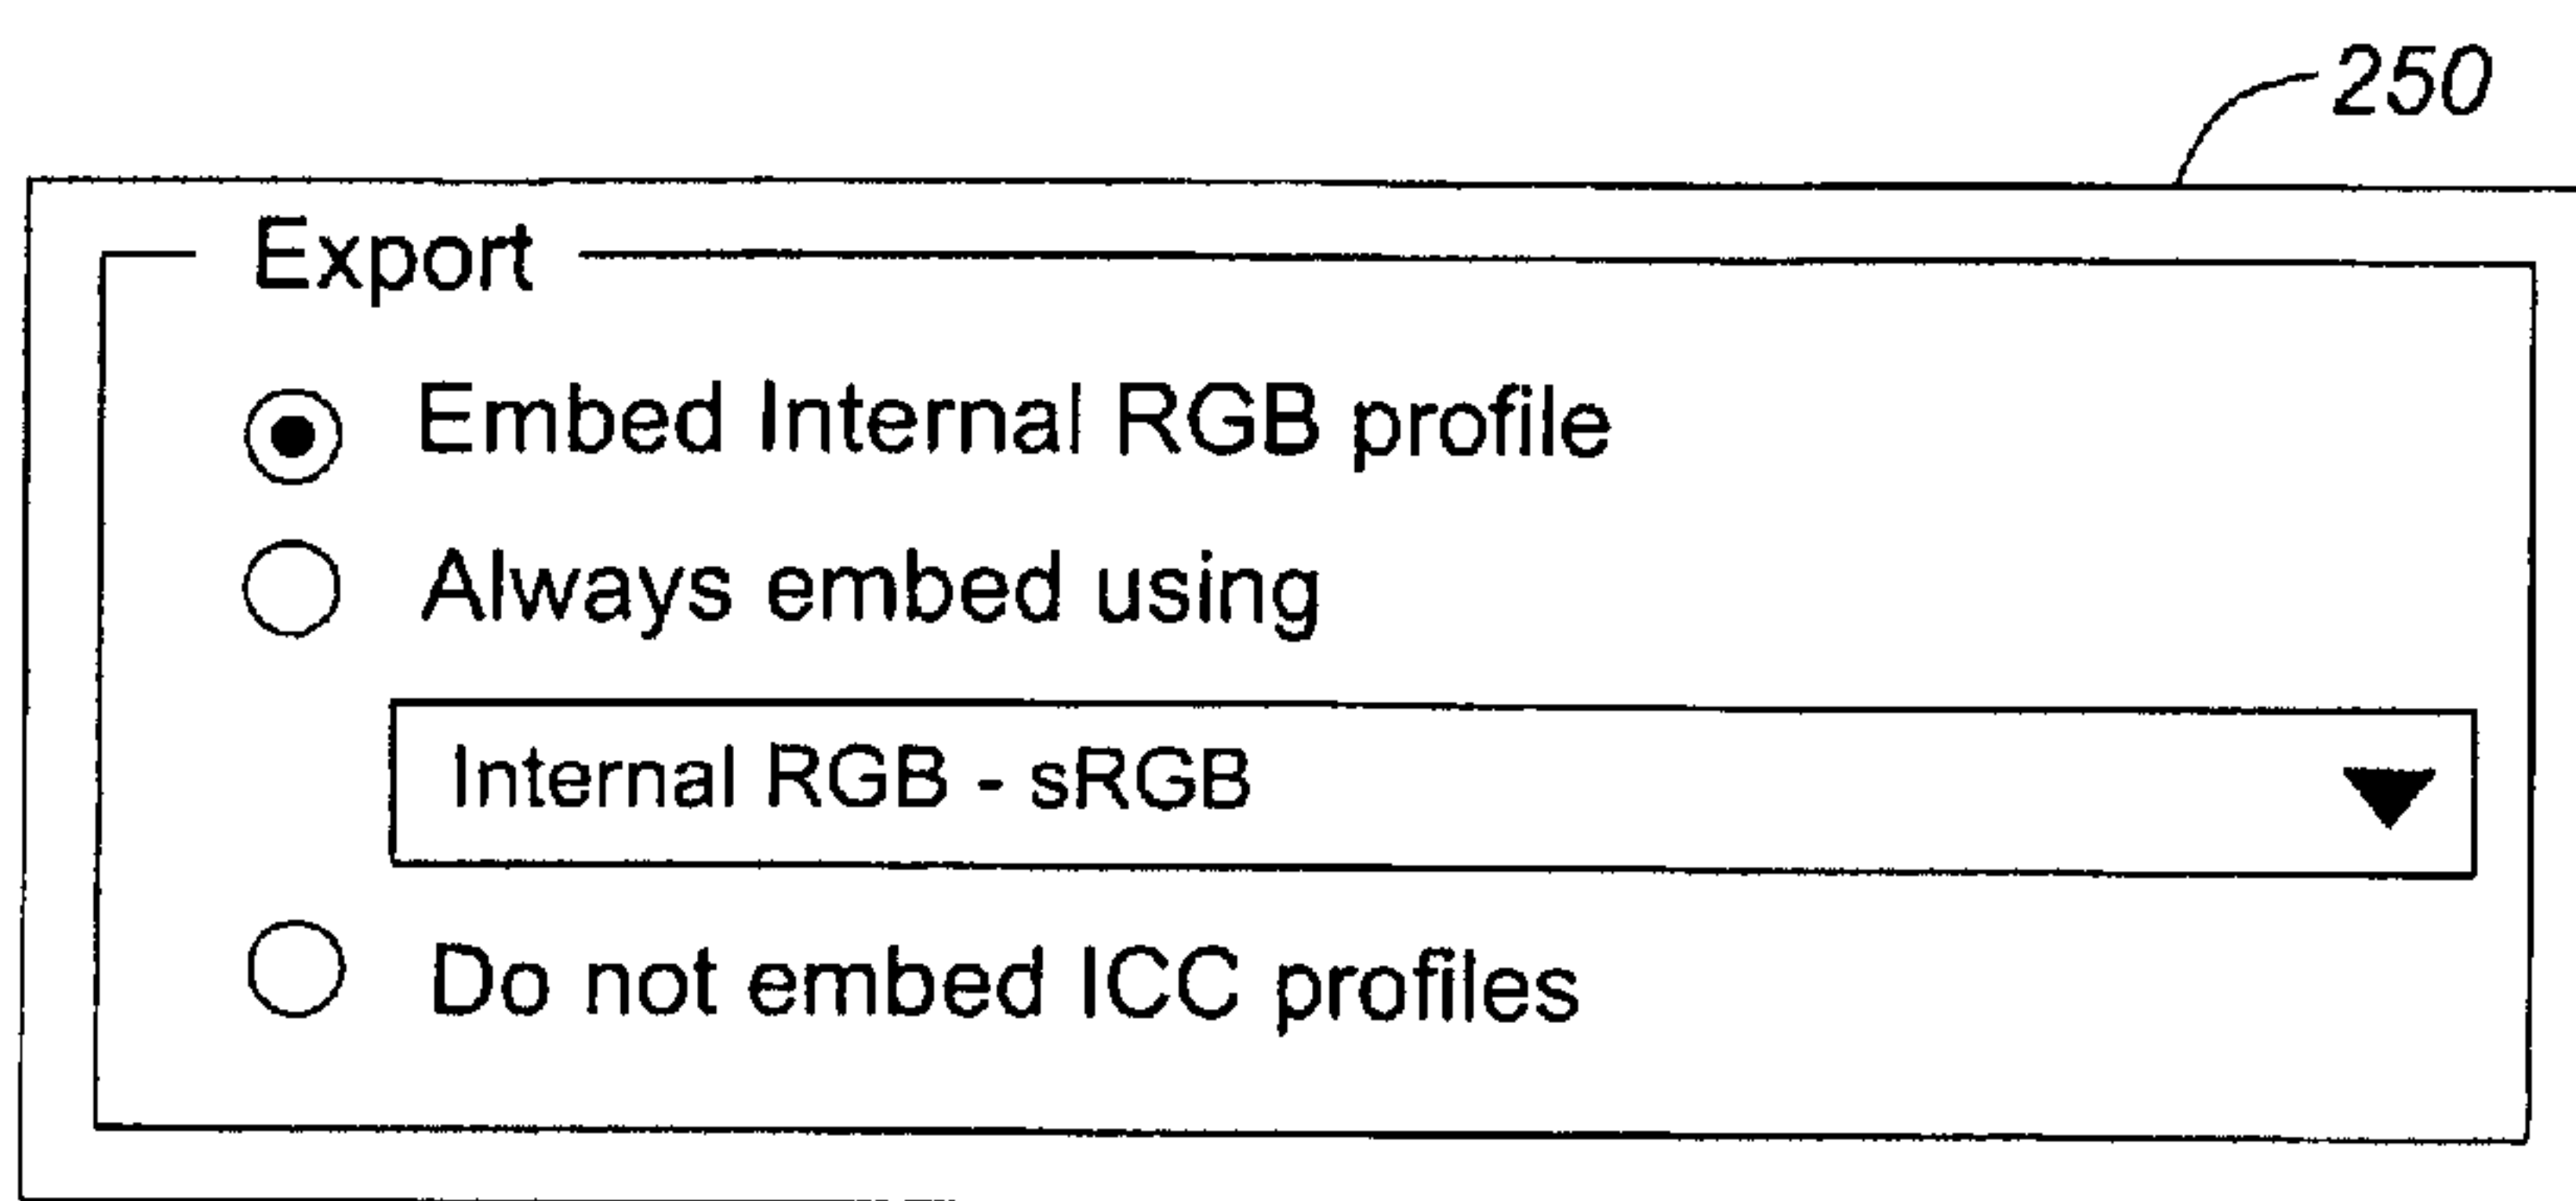 250
Export
Embed Internal RGB profile
Always embed using
Internal RGB - sRGB
Do not embed ICC profiles